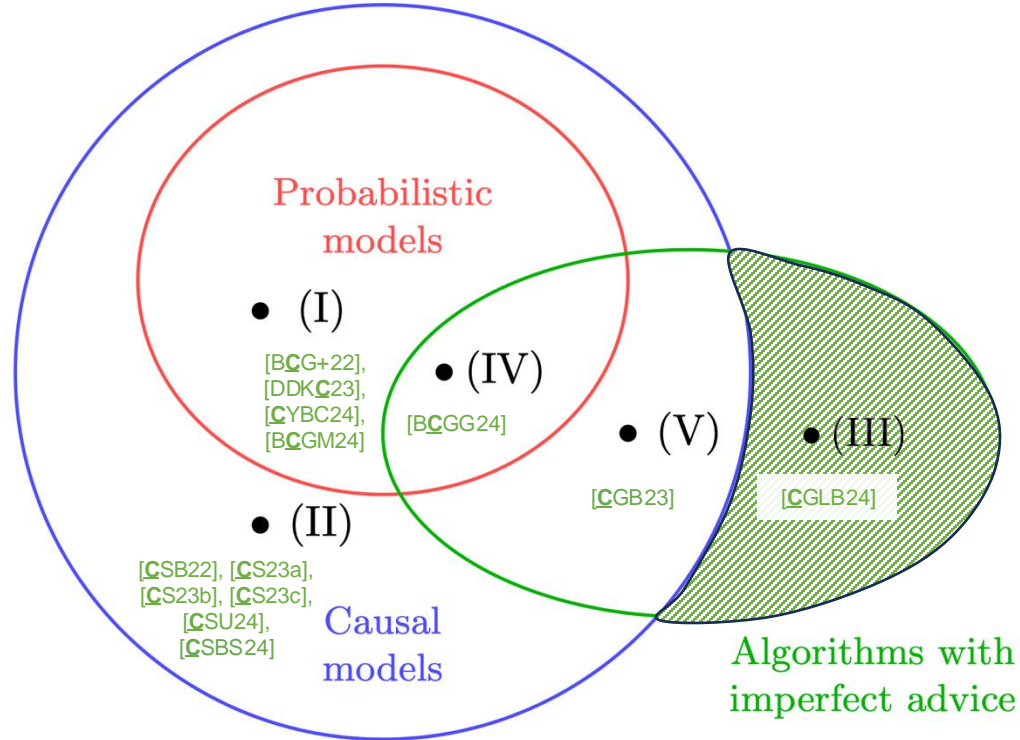 Probabilistic
models
(I)
[BCG+22],
[DDKC23],
[CYBC24],
[BCGM24]
(IV)
[BCGG24]
(V)
[CGB23]
(III)
[CGLB24]
(II)
[CSB22], [CS23a],
[CS23b], [CS23c],
[CSU24],
[CSBS24]
Causal
models
Algorithms with
imperfect advice